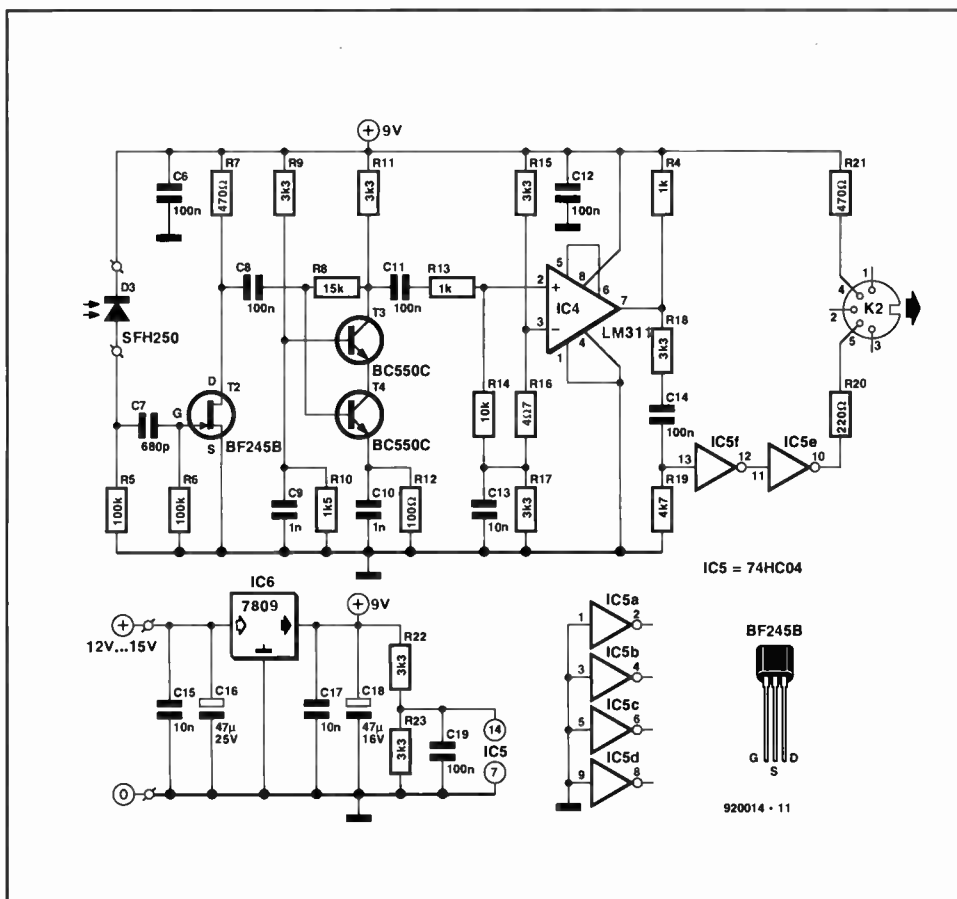 + 9V
R7
470Ω
R9
3k3
R11
3k3
R15
3k3
R4
1k
R21
470Ω
C6
100n
C12
100n
D3
SFH250
C8
100n
R8
15k
C11
100n
R13
1k
T3
BC550C
T4
BC550C
5
8
6
2
+
IC4
7
3
−
4
1
LM311
R18
3k3
1
4
K2
2
5
3
C7
680p
G
D
T2
S
BF245B
R14
10k
R16
4Ω7
C14
100n
R20
220Ω
IC5f
13
12
IC5e
11
10
R5
100k
R6
100k
C9
1n
R10
1k5
C10
1n
R12
100Ω
C13
10n
R17
3k3
R19
4k7
IC5 = 74HC04
+
12V...15V
IC6
7809
+ 9V
R22
3k3
C15
10n
C16
47µ
25V
C17
10n
C18
47µ
16V
R23
3k3
C19
100n
14
IC5
7
0
IC5a
1
2
IC5b
3
4
IC5c
5
6
IC5d
9
8
BF245B
G
S
D
920014 · 11